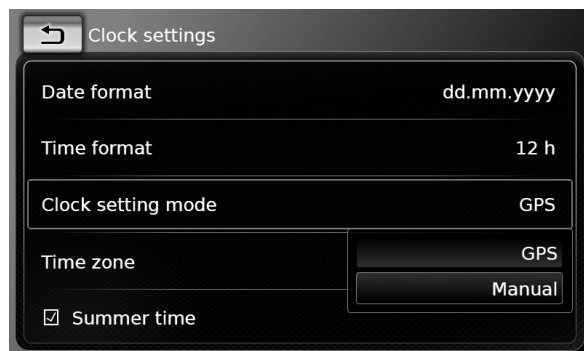 Clock settings
Date format dd.mm.yyyy
Time format 12 h
Clock setting mode GPS
GPS
Time zone
Manual
Summer time